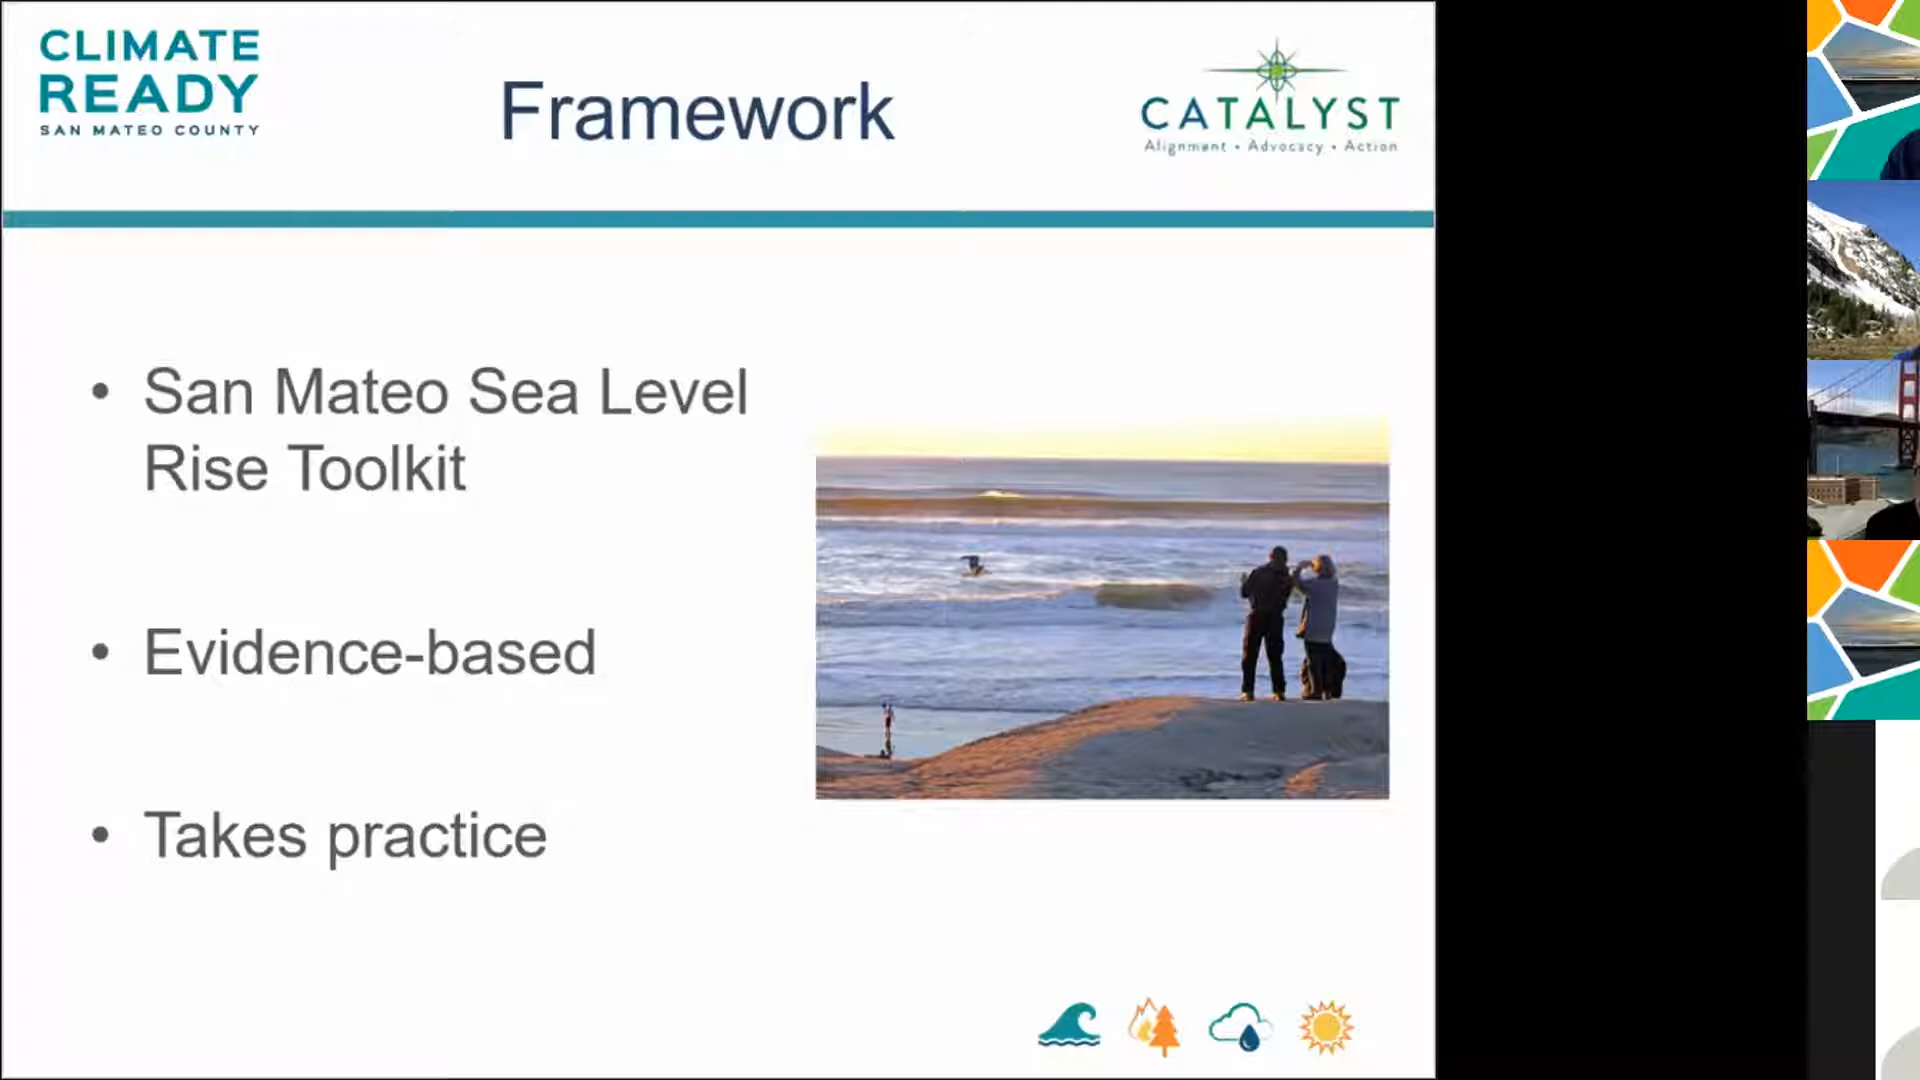 CLIMATE
READY
SAN MATEO COUNTY
Framework
CATALYST
Alignment • Advocacy • Action
• San Mateo Sea Level
Rise Toolkit
• Evidence-based
• Takes practice